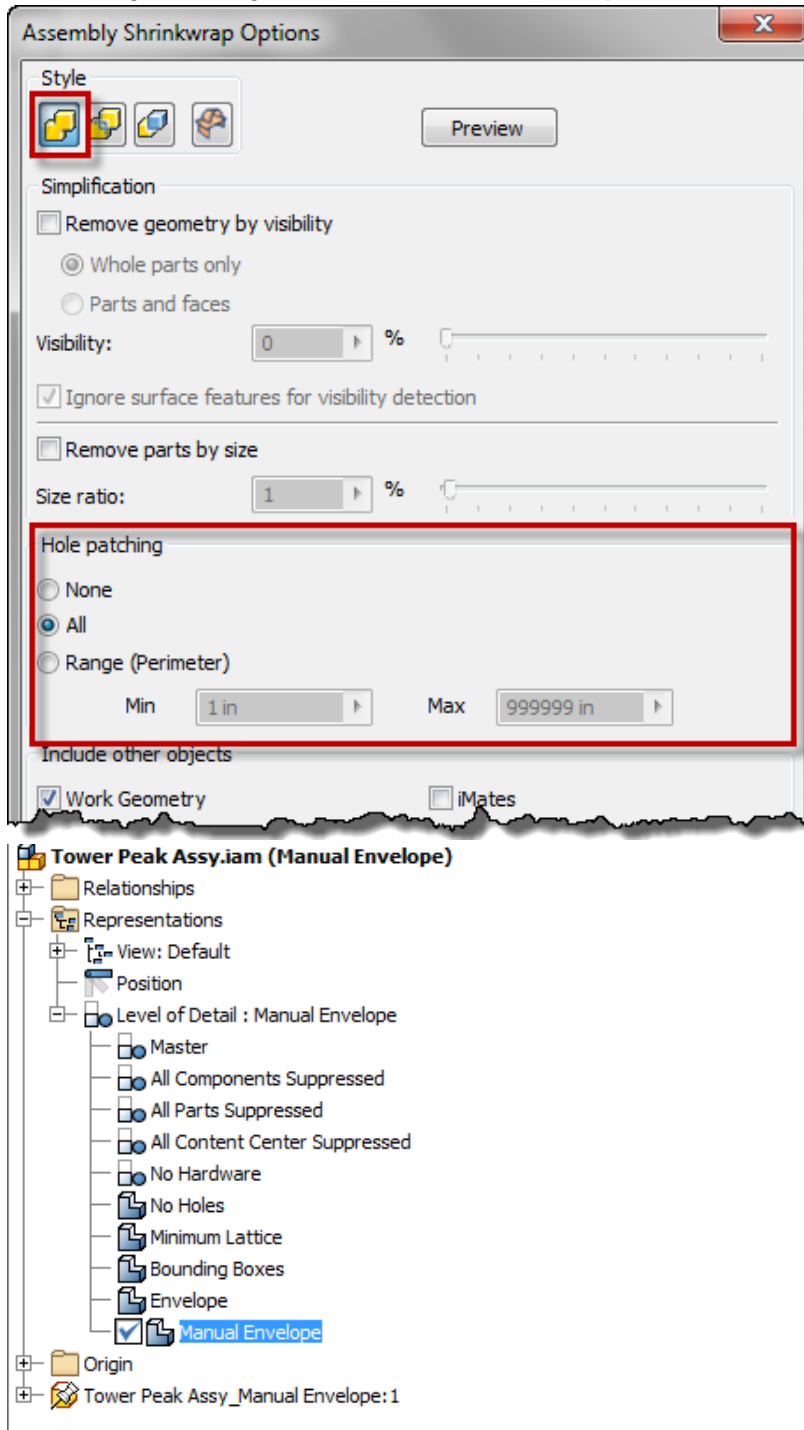 Assembly Shrinkwrap Options
Style
Preview
Simplification
Remove geometry by visibility
Whole parts only
Parts and faces
Visibility: 0 %
Ignore surface features for visibility detection
Remove parts by size
Size ratio: 1 %
Hole patching
None
All
Range (Perimeter)
Min 1 in Max 999999 in
Include other objects
Work Geometry iMates
Tower Peak Assy.iam (Manual Envelope)
Relationships
Representations
View: Default
Position
Level of Detail : Manual Envelope
Master
All Components Suppressed
All Parts Suppressed
All Content Center Suppressed
No Hardware
No Holes
Minimum Lattice
Bounding Boxes
Envelope
Manual Envelope
Origin
Tower Peak Assy_Manual Envelope:1